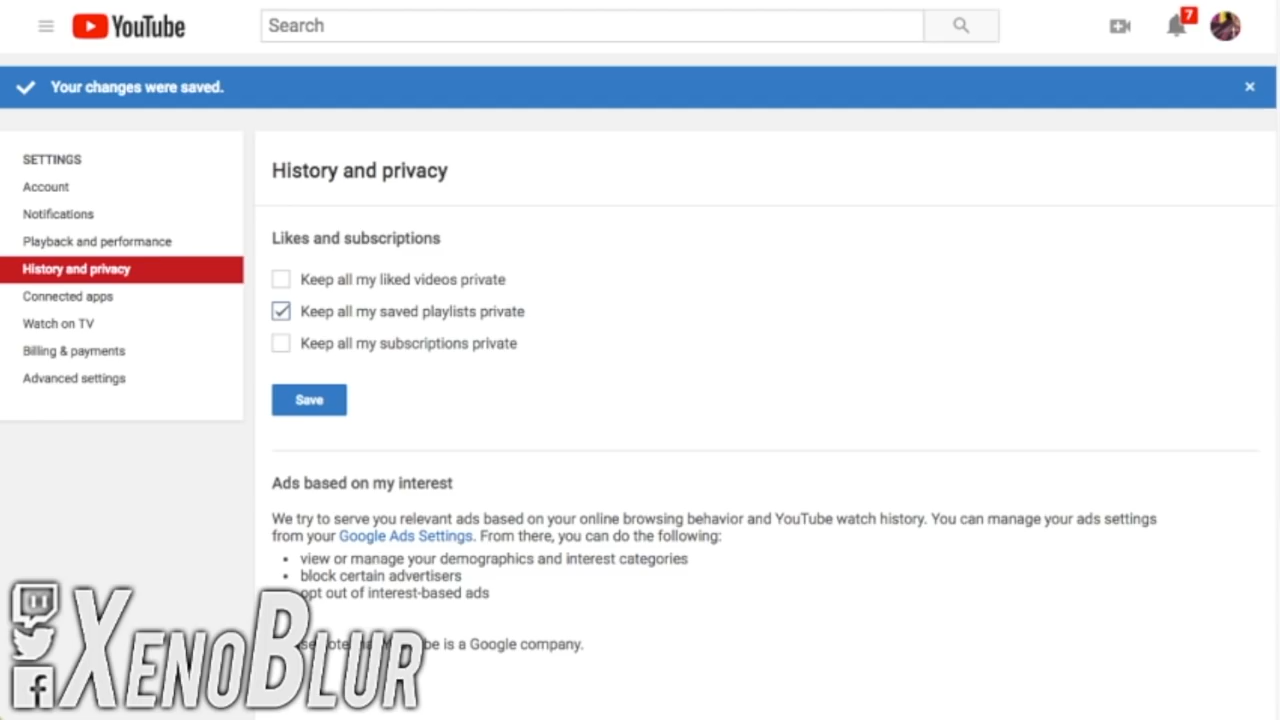 YouTube
Search
7
Your changes were saved.
SETTINGS
Account
Notifications
Playback and performance
History and privacy
Connected apps
Watch on TV
Billing & payments
Advanced settings
History and privacy
Likes and subscriptions
Keep all my liked videos private
Keep all my saved playlists private
Keep all my subscriptions private
Save
Ads based on my interest
We try to serve you relevant ads based on your online browsing behavior and YouTube watch history. You can manage your ads settings
from your Google Ads Settings. From there, you can do the following:
view or manage your demographics and interest categories
block certain advertisers
opt out of interest-based ads
is a Google company.
XENOBLUR